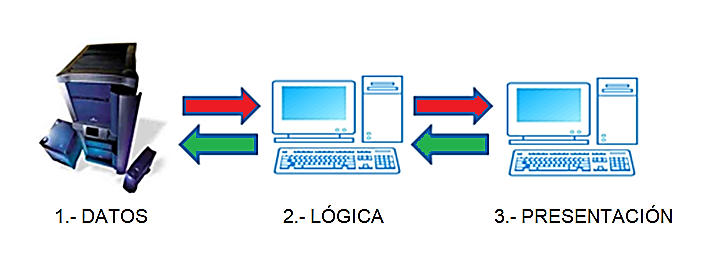 1.- DATOS
2.- LÓGICA
3.- PRESENTACIÓN